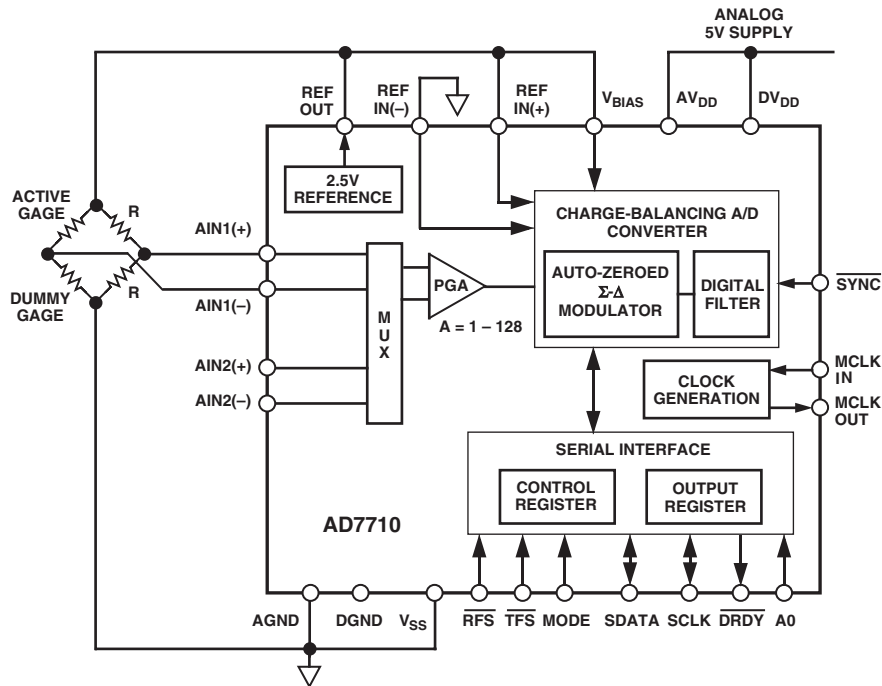 ANALOG
5V SUPPLY
REF
OUT
REF
IN(–)
REF
IN(+)
VBIAS
AVDD
DVDD
2.5V
REFERENCE
ACTIVE
GAGE
R
DUMMY
GAGE
R
AIN1(+)
AIN1(–)
AIN2(+)
AIN2(–)
M
U
X
PGA
A = 1 – 128
CHARGE-BALANCING A/D
CONVERTER
AUTO-ZEROED
Σ-Δ
MODULATOR
DIGITAL
FILTER
SYNC
CLOCK
GENERATION
MCLK
IN
MCLK
OUT
SERIAL INTERFACE
CONTROL
REGISTER
OUTPUT
REGISTER
AD7710
AGND
DGND
VSS
RFS
TFS
MODE
SDATA
SCLK
DRDY
A0